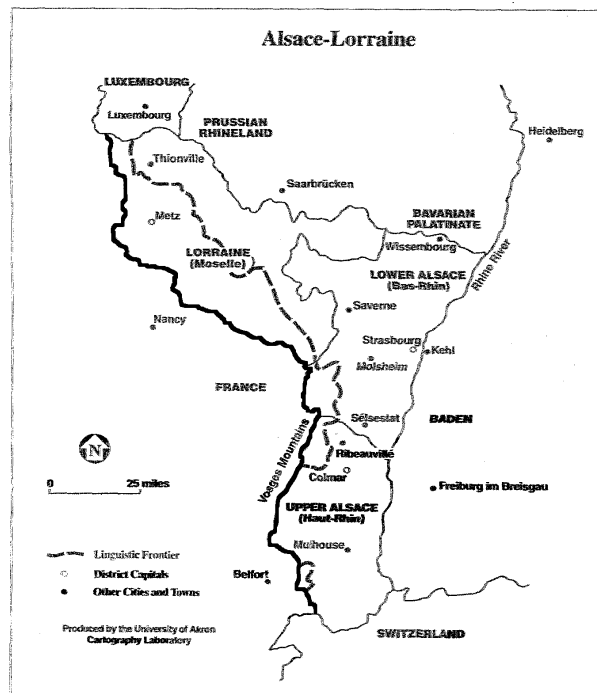 Alsace-Lorraine
LUXEMBOURG
Luxembourg
PRUSSIAN
RHINELAND
Heidelberg
Thionville
Saarbrücken
Metz
BAVARIAN
PALATINATE
Wissembourg
LORRAINE
(Moselle)
Rhine River
LOWER ALSACE
(Bas-Rhin)
Saverne
Nancy
Strasbourg
Kehl
Molsheim
FRANCE
Sélsestat
BADEN
N
Vosges Mountains
Ribeauvillé
0 25 miles
Colmar
Freiburg im Breisgau
UPPER ALSACE
(Haut-Rhin)
Mulhouse
Linguistic Frontier
District Capitals
Belfort
Other Cities and Towns
Produced by the University of Akron
Cartography Laboratory
SWITZERLAND